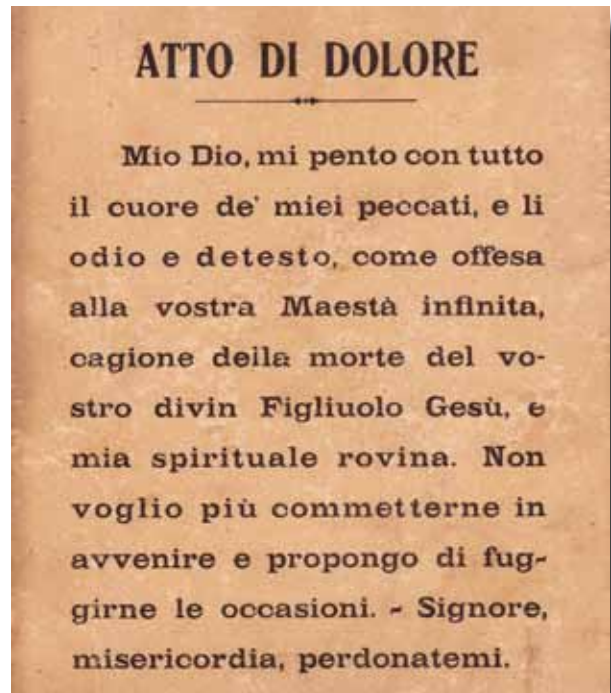 ATTO DI DOLORE
Mio Dio, mi pento con tutto
il cuore de' miei peccati, e li
odio e detesto, come offesa
alla vostra Maestà infinita,
cagione della morte del vo-
stro divin Figliuolo Gesù, e
mia spirituale rovina. Non
voglio più commetterne in
avvenire e propongo di fug-
girne le occasioni. - Signore,
misericordia, perdonatemi.